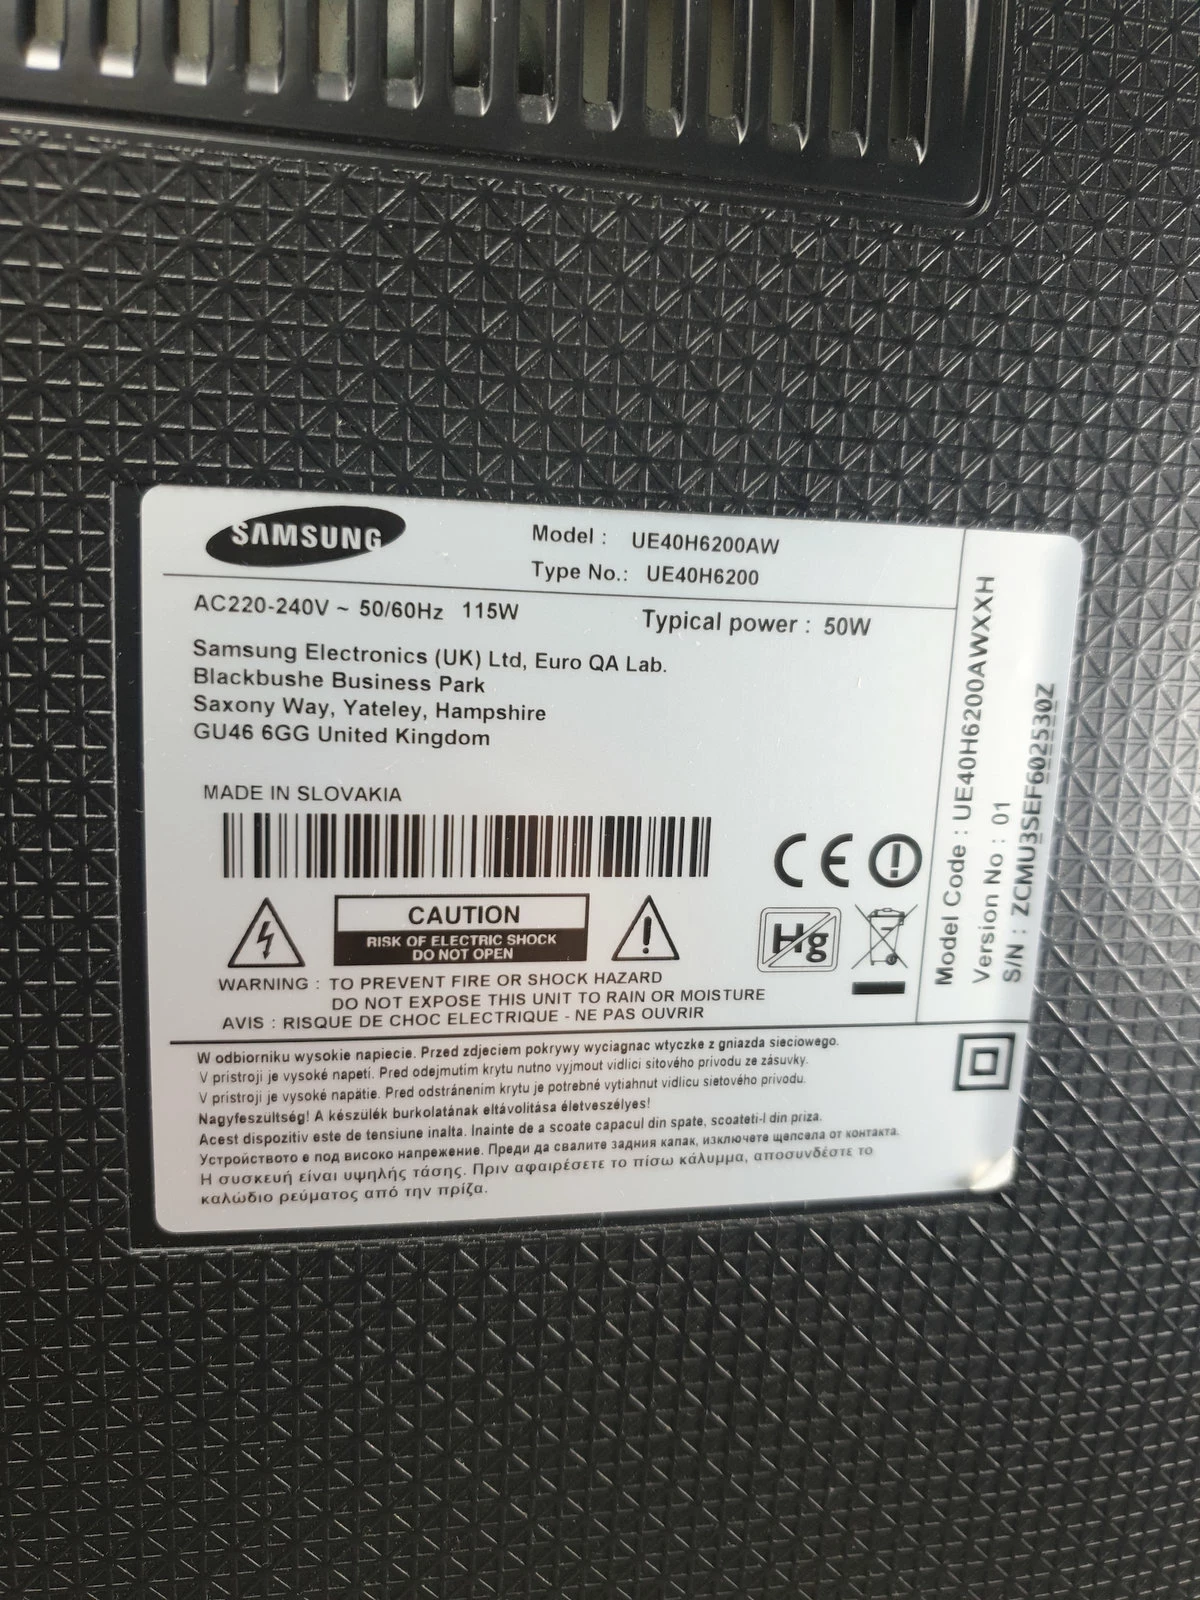 SAMSUNG
Model : UE40H6200AW
Type No.: UE40H6200
AC220-240V ~ 50/60Hz 115W
Typical power : 50W
Samsung Electronics (UK) Ltd, Euro QA Lab.
Blackbushe Business Park
Saxony Way, Yateley, Hampshire
GU46 6GG United Kingdom
MADE IN SLOVAKIA
CE
Hg
CAUTION
RISK OF ELECTRIC SHOCK
DO NOT OPEN
WARNING : TO PREVENT FIRE OR SHOCK HAZARD
DO NOT EXPOSE THIS UNIT TO RAIN OR MOISTURE
AVIS : RISQUE DE CHOC ELECTRIQUE - NE PAS OUVRIR
Model Code : UE40H6200AWXXH
Version No : 01
S/N : ZCMU3SEF602530Z
W odbiorniku wysokie napiecie. Przed zdjeciem pokrywy wyciagnac wtyczke z gniazda sieciowego.
V pristroji je vysoké napeti. Pred odejmutim krytu nutno vyjmout vidlici sitového privodu ze zásuvky.
V pristroji je vysoké napätie. Pred odstránenim krytu je potrebné vytiahnut vidlicu sietového privodu.
Nagyfeszültség! A készülék burkolatának eltávolitása életveszélyes!
Acest dispozitiv este de tensiune inalta. Inainte de a scoate capacul din spate, scoateti-l din priza.
Устройството е под високо напрежение. Преди да свалите задния капак, изключете щепсела от контакта.
Η συσκευή είναι υψηλής τάσης. Πριν αφαιρέσετε το πίσω κάλυμμα, αποσυνδέστε το
καλώδιο ρεύματος από την πρίζα.